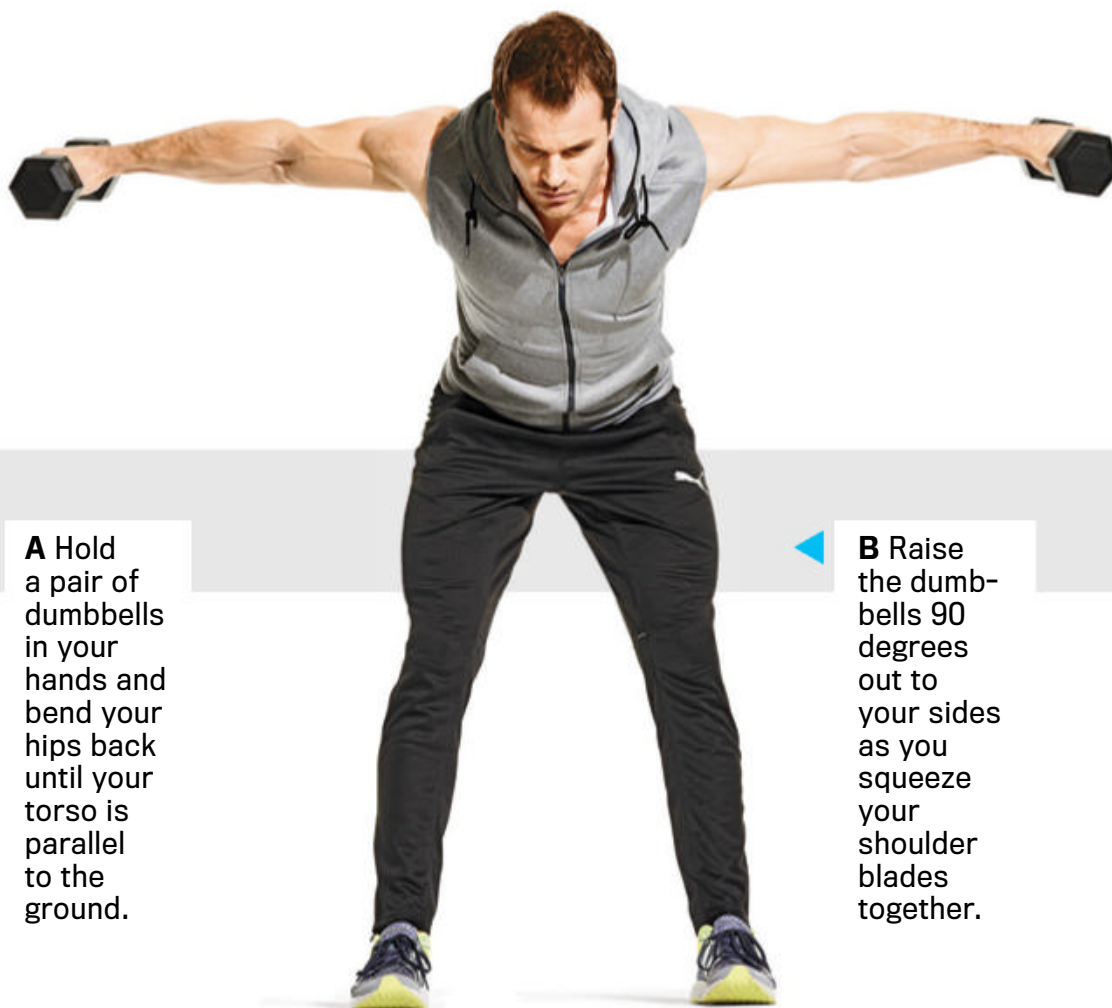 A Hold
a pair of
dumbbells
in your
hands and
bend your
hips back
until your
torso is
parallel
to the
ground.
B Raise
the dumb-
bells 90
degrees
out to
your sides
as you
squeeze
your
shoulder
blades
together.